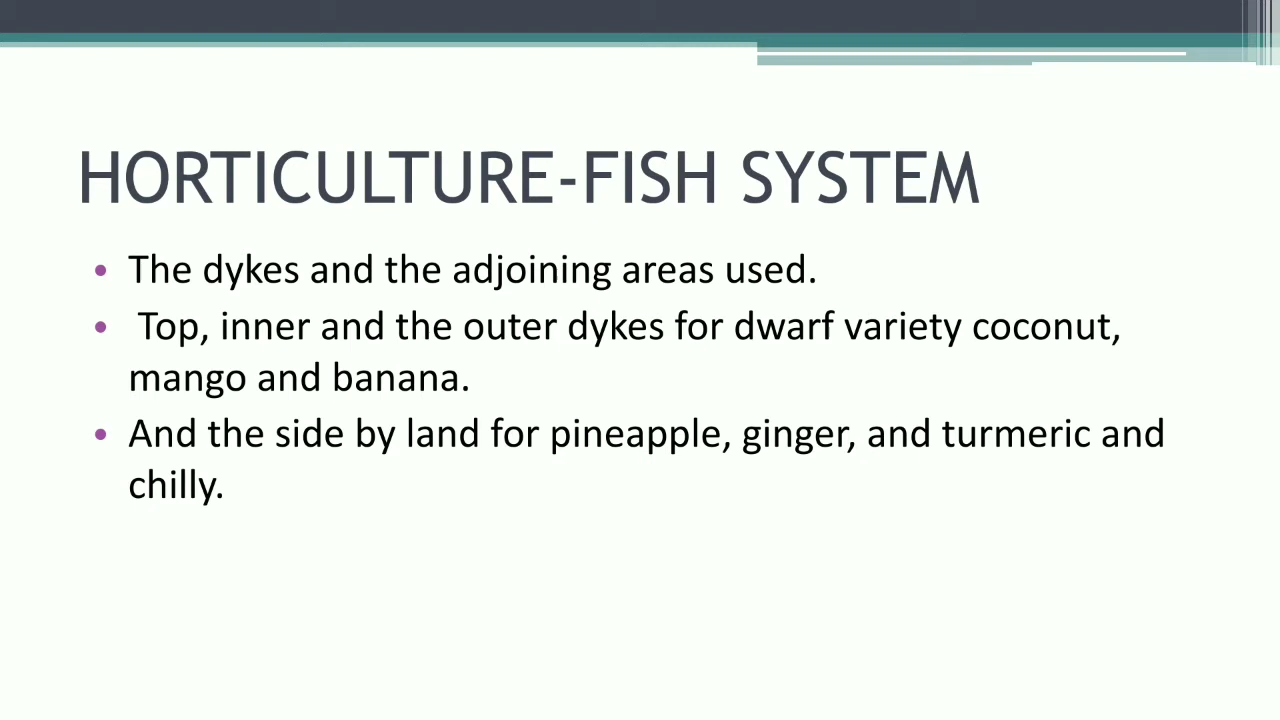 HORTICULTURE-FISH SYSTEM
• The dykes and the adjoining areas used.
• Top, inner and the outer dykes for dwarf variety coconut,
mango and banana.
• And the side by land for pineapple, ginger, and turmeric and
chilly.